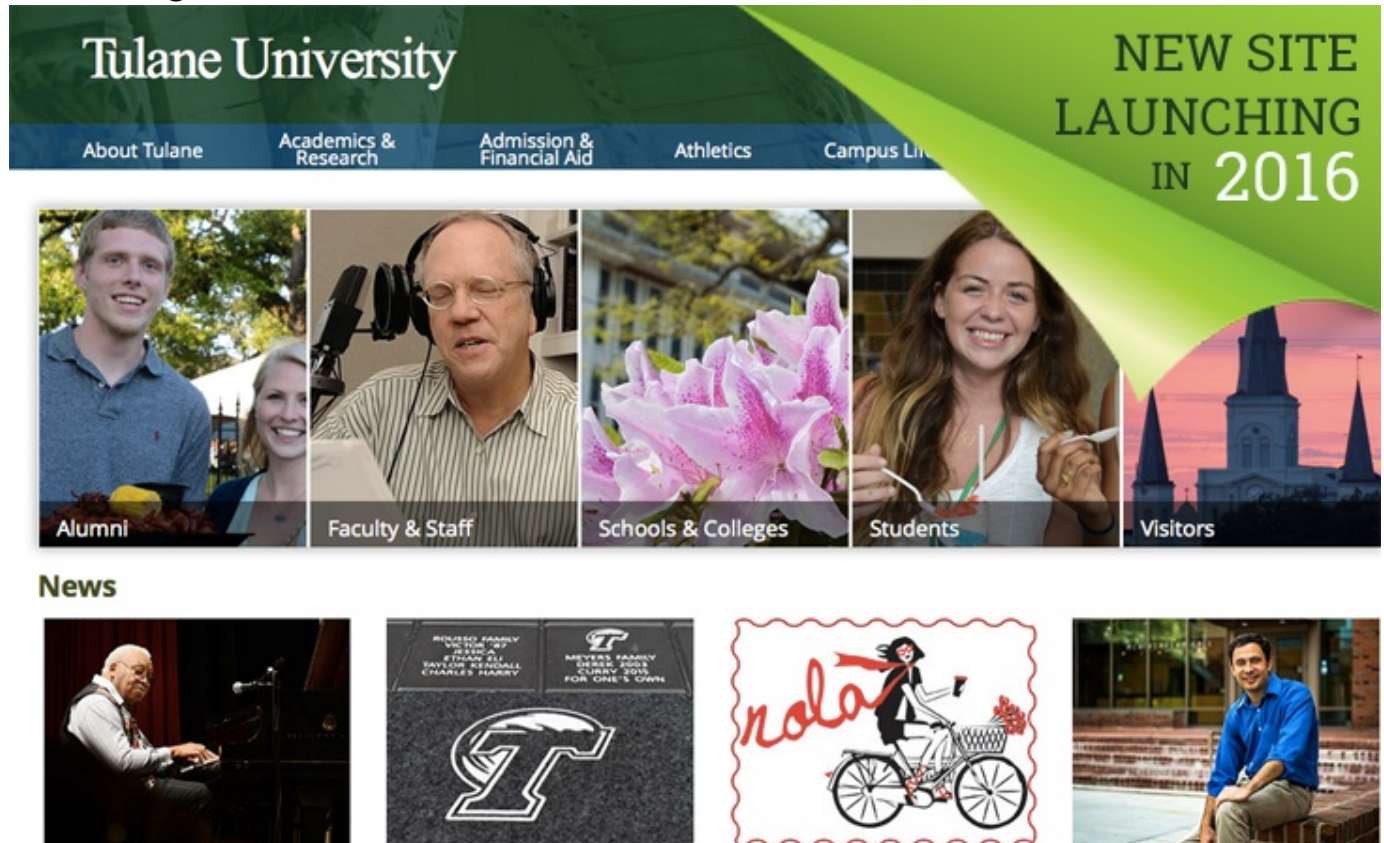 Tulane University
NEW SITE
LAUNCHING
IN 2016
About Tulane
Academics &
Research
Admission &
Financial Aid
Athletics
Campus
Alumni
Faculty & Staff
Schools & Colleges
Students
Visitors
News
ROUSSO FAMILY
VICTOR '87
JESSICA
ETHAN ELI
TAYLOR KENDALL
CHARLES HARRY
T
MEYERS FAMILY
DEREK 2003
CURRY 2015
FOR ONE'S OWN
T
nola